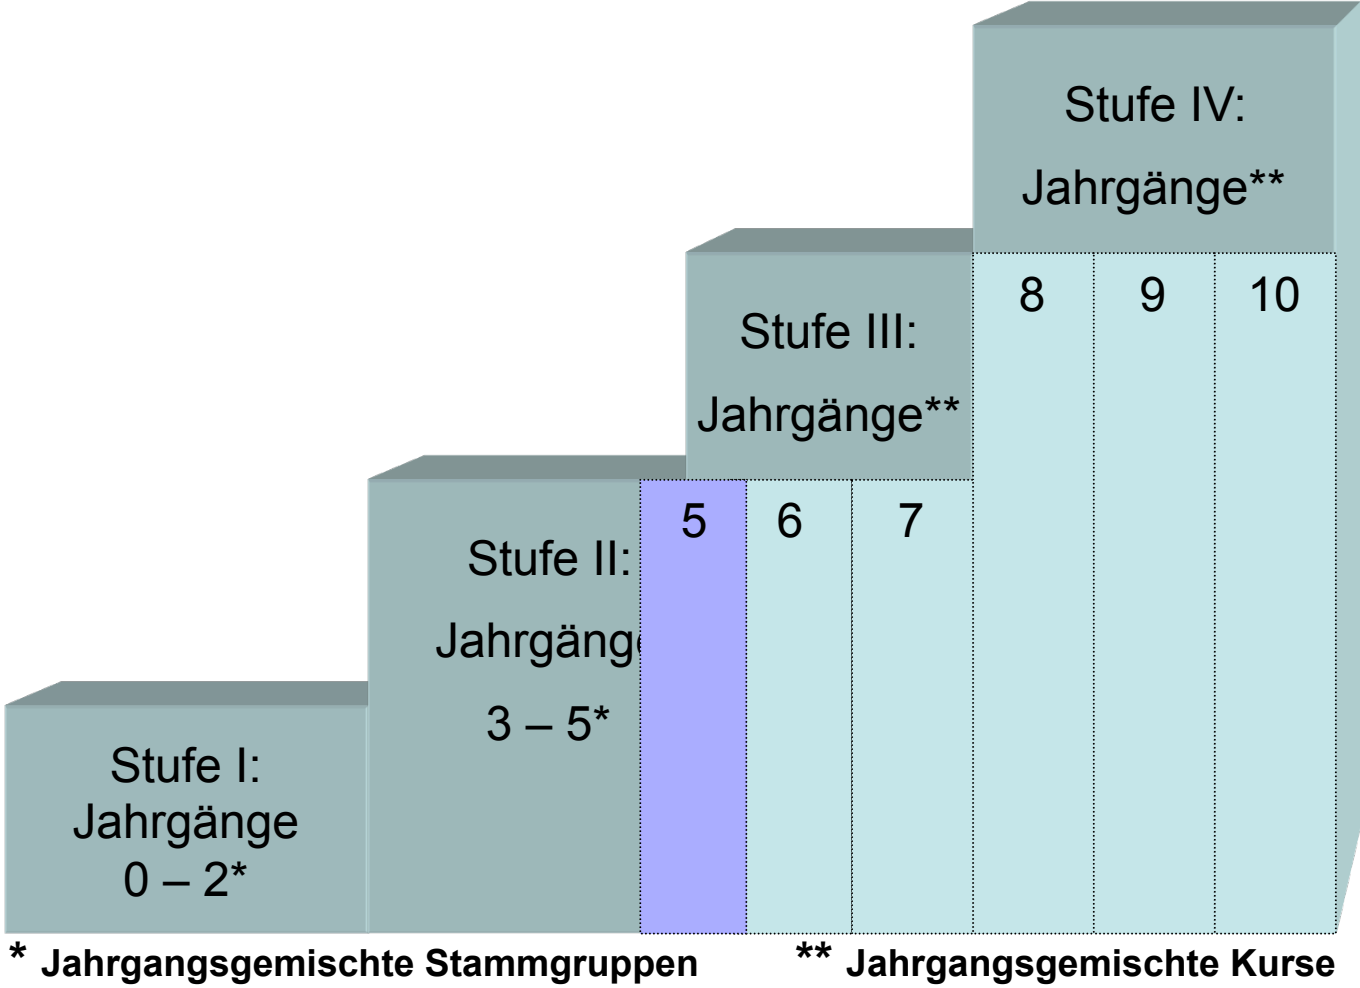 Stufe IV:
Jahrgänge**
8 9 10
Stufe III:
Jahrgänge**
5 6 7
Stufe II:
Jahrgäng
3 – 5*
Stufe I:
Jahrgänge
0 – 2*
* Jahrgangsgemischte Stammgruppen
** Jahrgangsgemischte Kurse